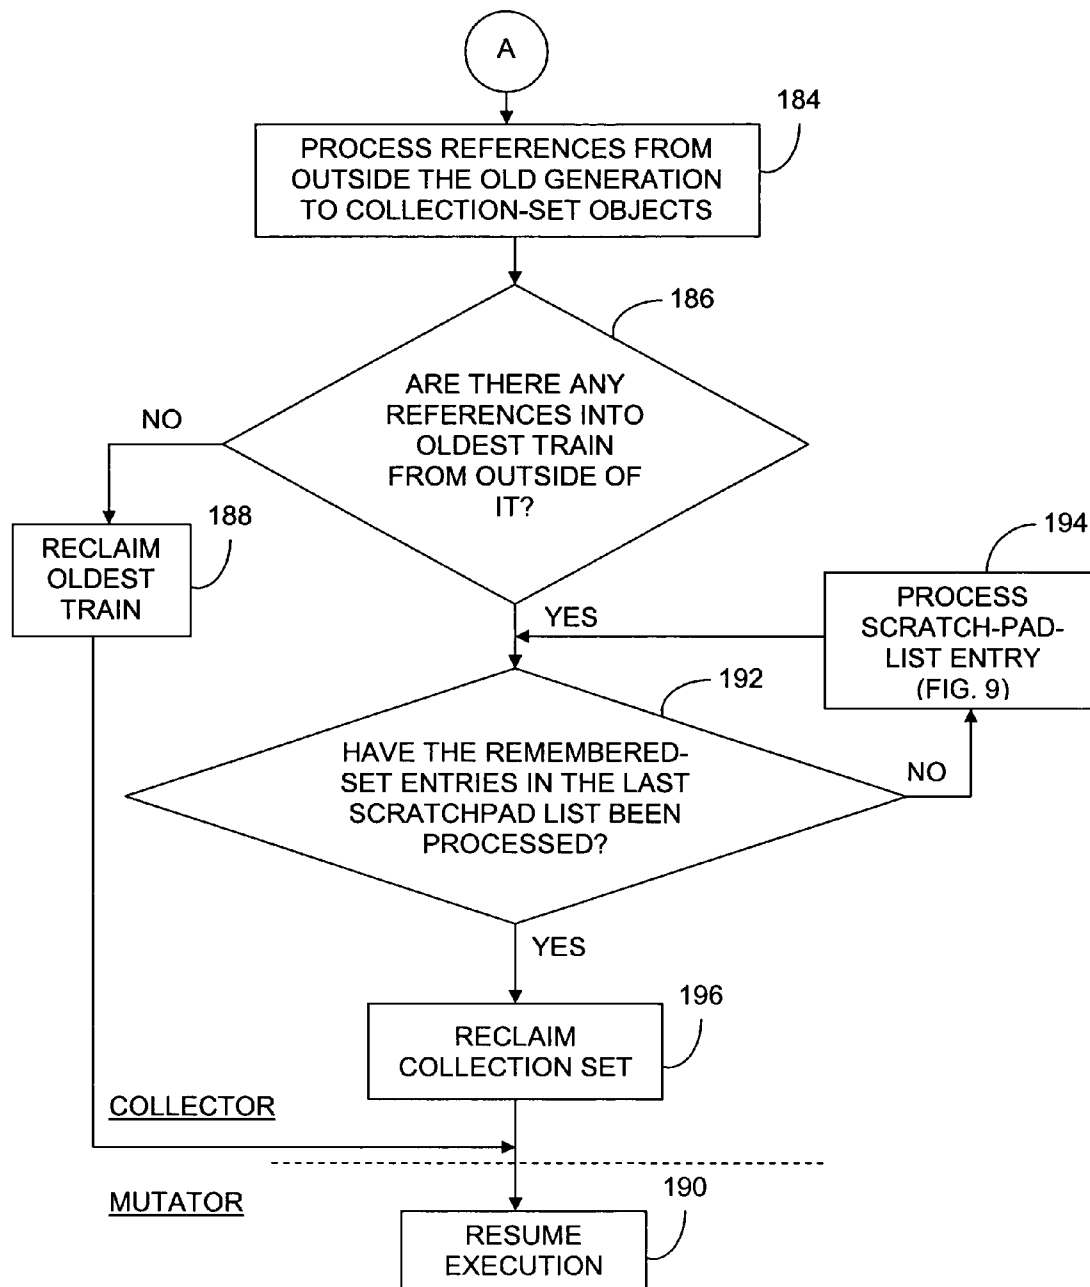 A
184
PROCESS REFERENCES FROM
OUTSIDE THE OLD GENERATION
TO COLLECTION-SET OBJECTS
186
ARE THERE ANY
REFERENCES INTO
OLDEST TRAIN
FROM OUTSIDE OF
IT?
NO
188
RECLAIM
OLDEST
TRAIN
YES
194
PROCESS
SCRATCH-PAD-
LIST ENTRY
(FIG. 9)
192
HAVE THE REMEMBERED-
SET ENTRIES IN THE LAST
SCRATCHPAD LIST BEEN
PROCESSED?
NO
YES
196
RECLAIM
COLLECTION SET
COLLECTOR
MUTATOR
190
RESUME
EXECUTION